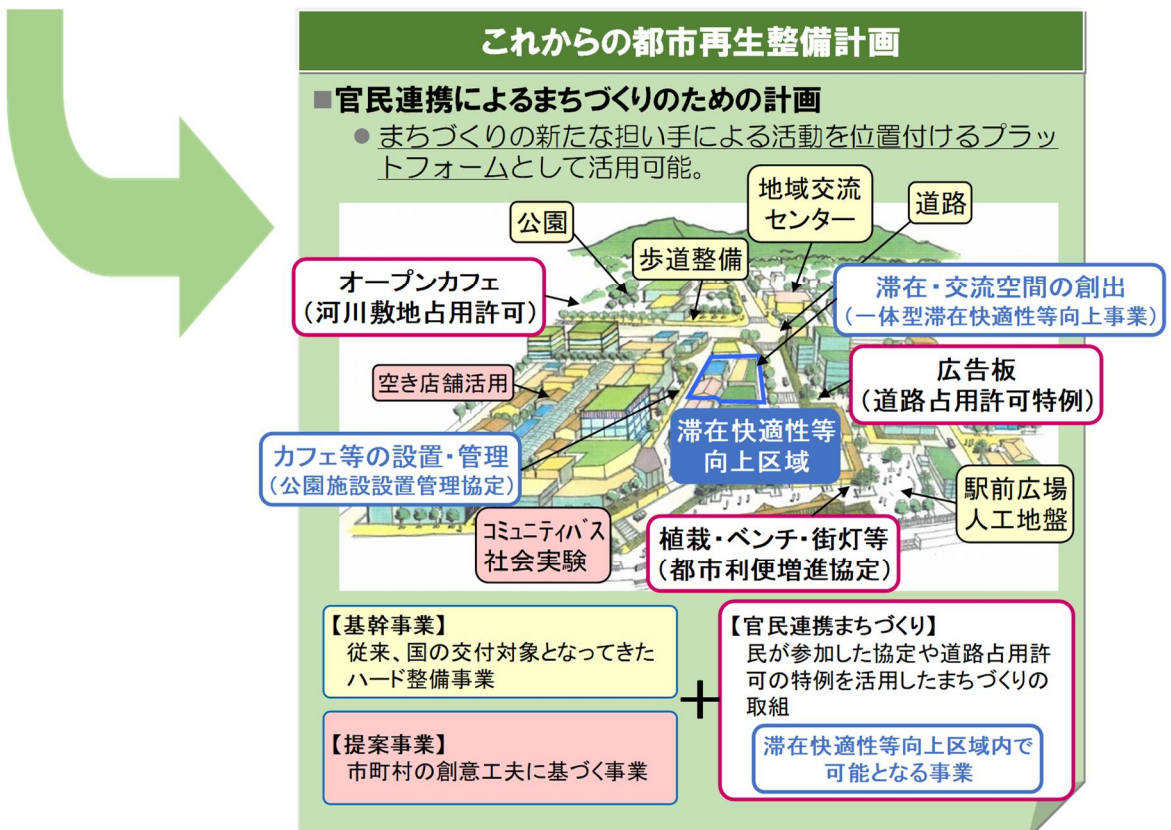 これからの都市再生整備計画
■官民連携によるまちづくりのための計画
● まちづくりの新たな担い手による活動を位置付けるプラッ
トフォームとして活用可能。
地域交流
センター
道路
公園
歩道整備
オープンカフェ
(河川敷地占用許可)
滞在・交流空間の創出
(一体型滞在快適性等向上事業)
空き店舗活用
広告板
(道路占用許可特例)
滞在快適性等
向上区域
カフェ等の設置・管理
(公園施設設置管理協定)
駅前広場
人工地盤
コミュニティバス
社会実験
植栽・ベンチ・街灯等
(都市利便増進協定)
【基幹事業】
従来、国の交付対象となってきた
ハード整備事業
【提案事業】
市町村の創意工夫に基づく事業
+
【官民連携まちづくり】
民が参加した協定や道路占用許
可の特例を活用したまちづくりの
取組
滞在快適性等向上区域内で
可能となる事業